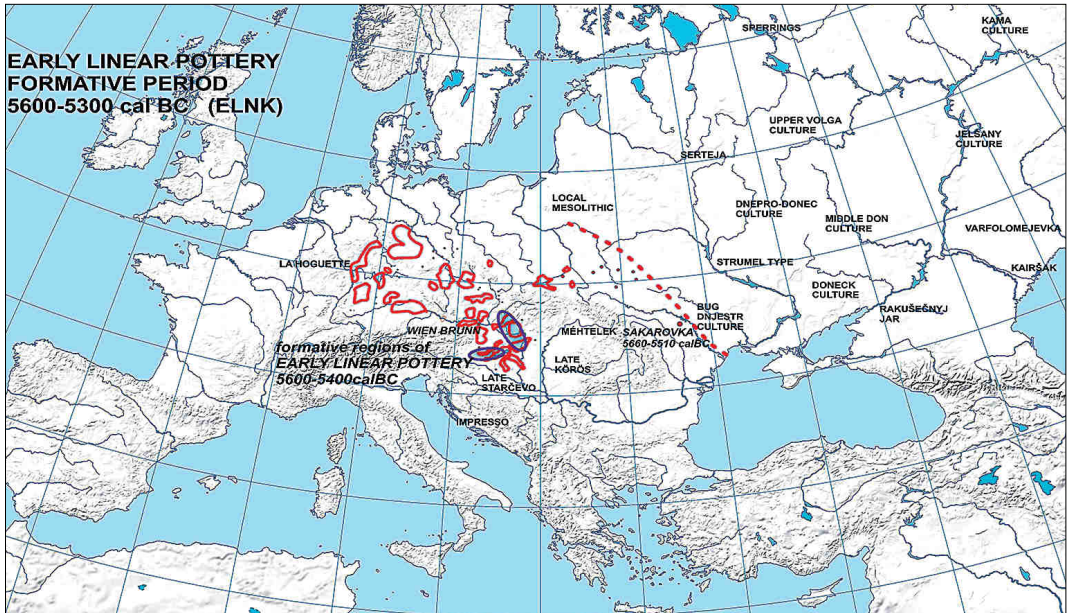 EARLY LINEAR POTTERY
FORMATIVE PERIOD
5600-5300 cal BC (ELNK)
SPERRINGS
KAMA
CULTURE
UPPER VOLGA
CULTURE
JELŠANY
CULTURE
SERTEJA
LOCAL
MESOLITHIC
DNEPRO-DONEC
CULTURE
MIDDLE DON
CULTURE
VARFOLOMEJEVKA
LA HOGUETTE
STRUMEL TYPE
KAIRŠAK
DONECK
CULTURE
BUG
DNJESTR
CULTURE
RAKUŠEČNYJ
JAR
WIEN BRUNN
MÉHTELEK
SAKAROVKA
5660-5510 calBC
formative regions of
EARLY LINEAR POTTERY
5600-5400calBC
LATE
KÖRÖS
LATE
STARČEVO
IMPRESSO